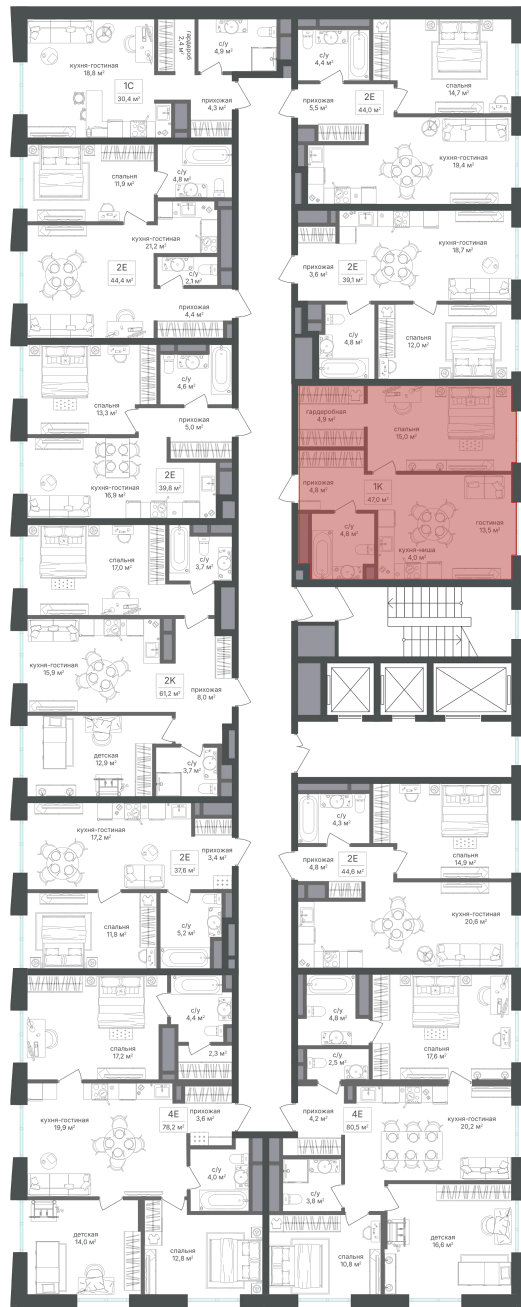 кухня-гостиная
18,8 м²
1С
30,4 м²
гардероб
2,4 м²
с/у
4,9 м²
прихожая
4,3 м²
с/у
4,4 м²
прихожая
5,5 м²
2Е
44,0 м²
спальня
14,7 м²
кухня-гостиная
19,4 м²
спальня
11,9 м²
с/у
4,8 м²
кухня-гостиная
21,2 м²
2Е
44,4 м²
с/у
2,1 м²
прихожая
4,4 м²
кухня-гостиная
18,7 м²
прихожая
3,6 м²
2Е
39,1 м²
с/у
4,8 м²
спальня
12,0 м²
спальня
13,3 м²
с/у
4,6 м²
прихожая
5,0 м²
кухня-гостиная
16,9 м²
2Е
39,8 м²
гардеробная
4,9 м²
спальня
15,0 м²
прихожая
4,8 м²
1К
47,0 м²
с/у
4,8 м²
кухня-ниша
4,0 м²
гостиная
13,5 м²
спальня
17,0 м²
с/у
3,7 м²
кухня-гостиная
15,9 м²
2К
61,2 м²
прихожая
8,0 м²
детская
12,9 м²
с/у
3,7 м²
кухня-гостиная
17,2 м²
2Е
37,6 м²
прихожая
3,4 м²
спальня
11,8 м²
с/у
5,2 м²
с/у
4,3 м²
прихожая
4,8 м²
2Е
44,6 м²
спальня
14,9 м²
кухня-гостиная
20,6 м²
спальня
17,2 м²
с/у
4,4 м²
2,3 м²
с/у
4,8 м²
с/у
2,5 м²
спальня
17,6 м²
кухня-гостиная
19,9 м²
4Е
78,2 м²
прихожая
3,6 м²
с/у
4,0 м²
прихожая
4,2 м²
4Е
80,5 м²
кухня-гостиная
20,2 м²
с/у
3,8 м²
детская
14,0 м²
спальня
12,8 м²
спальня
10,8 м²
детская
16,6 м²